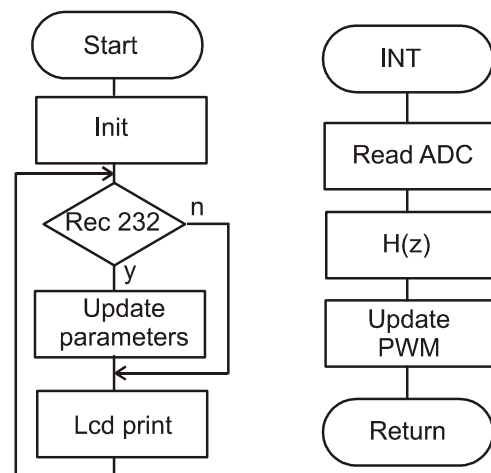 Start
Init
Rec 232
n
y
Update
parameters
Lcd print
INT
Read ADC
H(z)
Update
PWM
Return